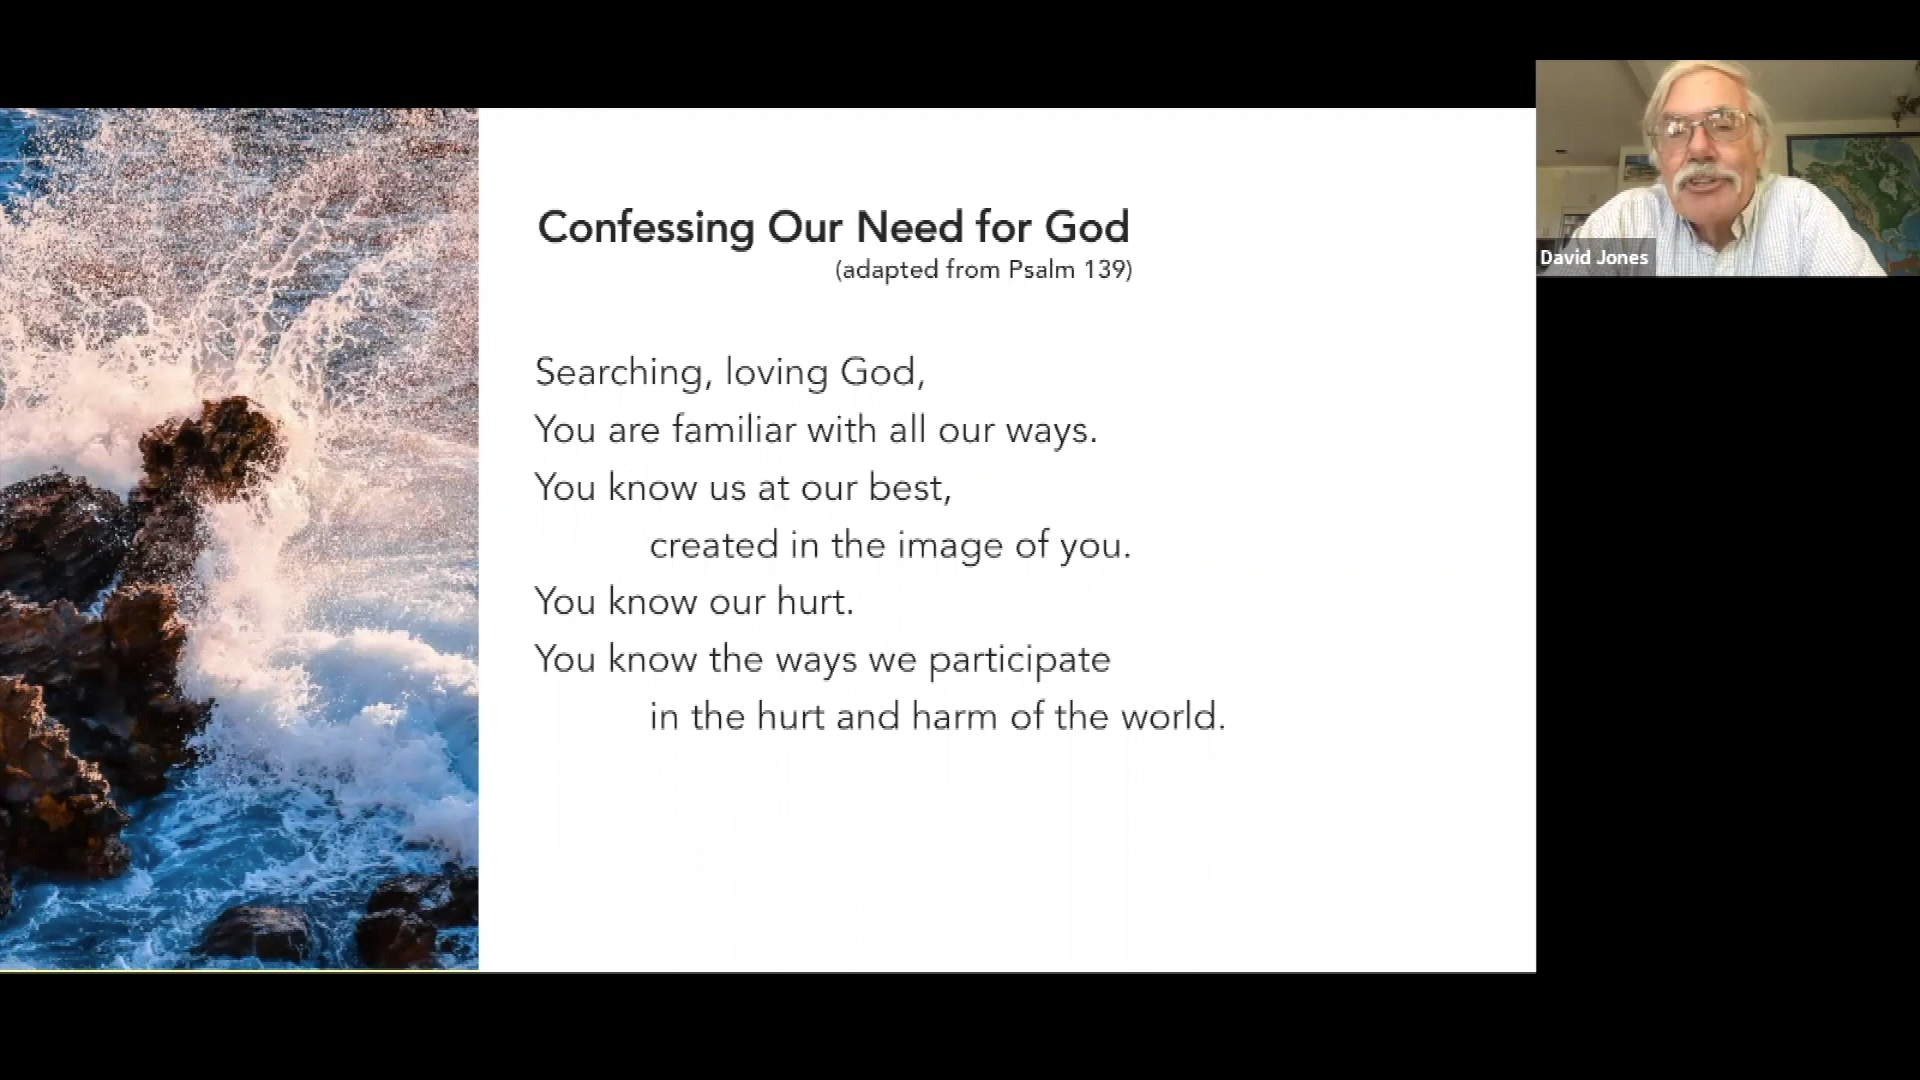 Confessing Our Need for God
(adapted from Psalm 139)
Searching, loving God,
You are familiar with all our ways.
You know us at our best,
created in the image of you.
You know our hurt.
You know the ways we participate
in the hurt and harm of the world.
David Jones